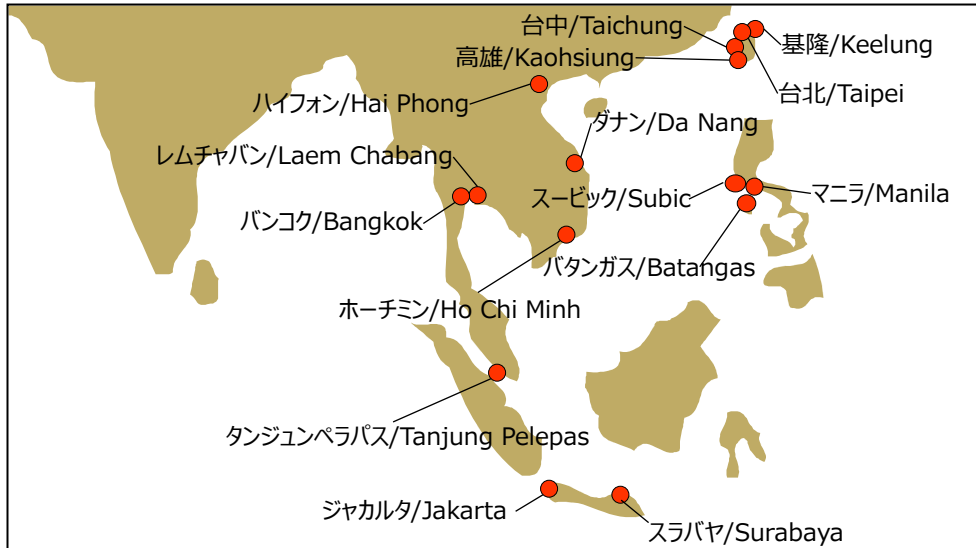 台中/Taichung
高雄/Kaohsiung
基隆/Keelung
台北/Taipei
ハイフォン/Hai Phong
ダナン/Da Nang
レムチャバン/Laem Chabang
スービック/Subic
マニラ/Manila
バンコク/Bangkok
バタンガス/Batangas
ホーチミン/Ho Chi Minh
タンジュンペラパス/Tanjung Pelepas
ジャカルタ/Jakarta
スラバヤ/Surabaya